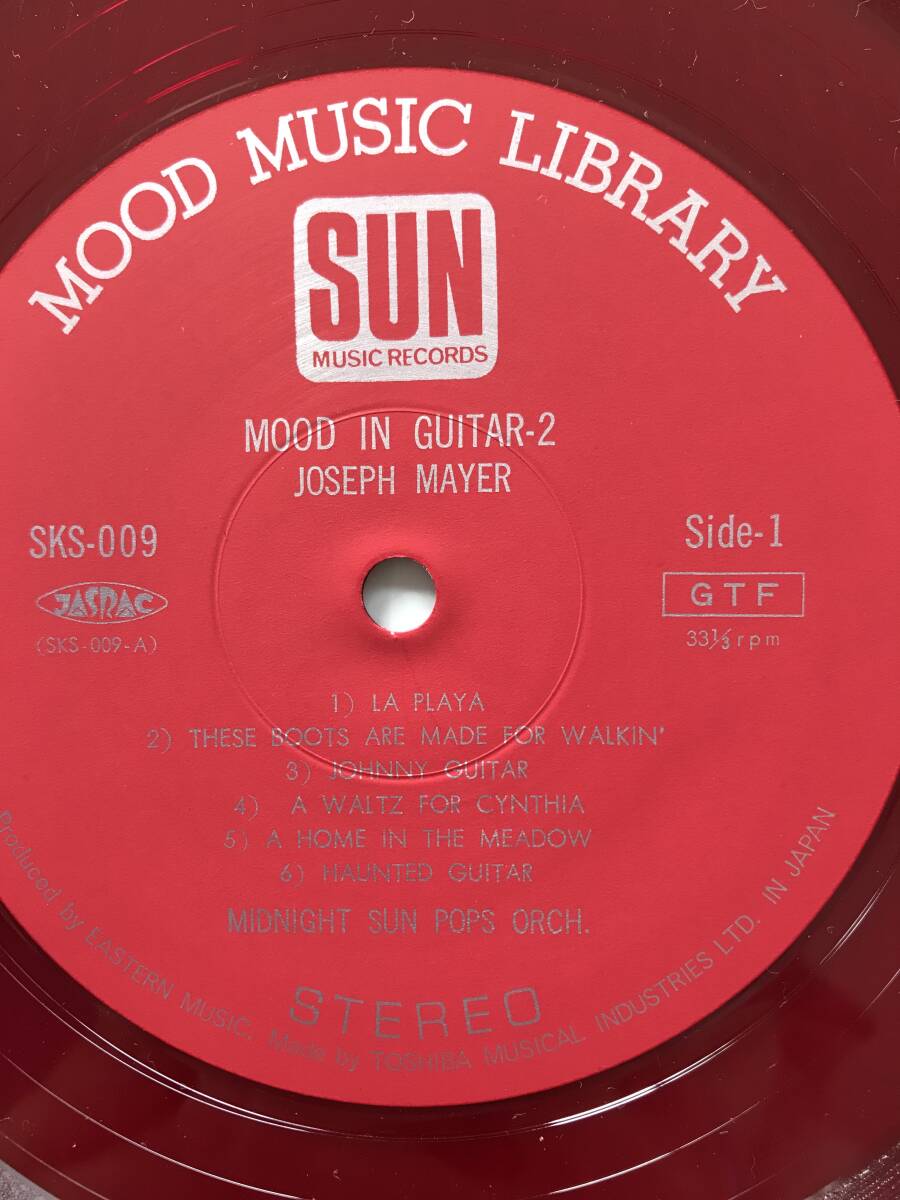 MOOD MUSIC LIBRARY
SUN
MUSIC RECORDS
MOOD IN GUITAR-2
JOSEPH MAYER
SKS-009
Side-1
JASRAC
GTF
(SKS-009-A)
33⅓rpm
1) LA PLAYA
2) THESE BOOTS ARE MADE FOR WALKIN'
3) JOHNNY GUITAR
4) A WALTZ FOR CYNTHIA
5) A HOME IN THE MEADOW
6) HAUNTED GUITAR
MIDNIGHT SUN POPS ORCH.
STEREO
Produced by EASTERN MUSIC. Made by TOSHIBA MUSICAL INDUSTRIES LTD. IN JAPAN